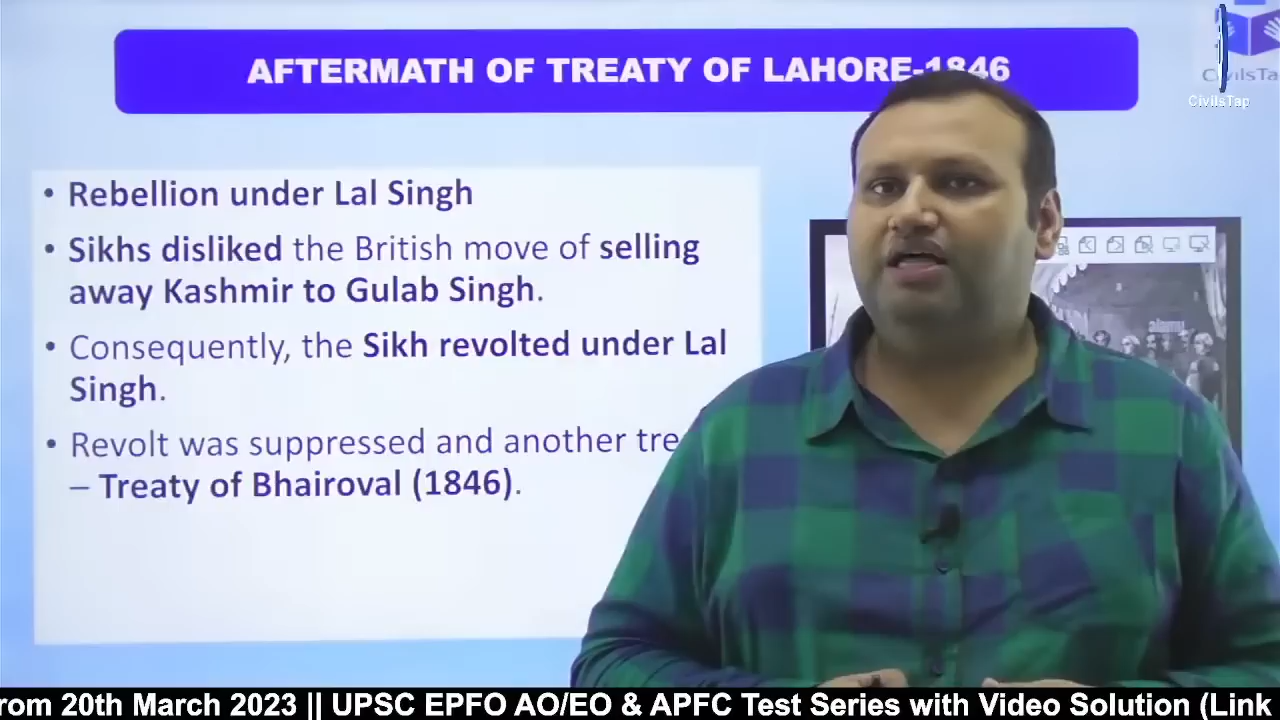 AFTERMATH OF TREATY OF LAHORE-1846
CivilsTap
• Rebellion under Lal Singh
• Sikhs disliked the British move of selling
away Kashmir to Gulab Singh.
• Consequently, the Sikh revolted under Lal
Singh.
• Revolt was suppressed and another
– Treaty of Bhairoval (1846).
alamy
20th March 2023 || UPSC EPFO AO/EO & APFC Test Series with Video Solution (Link